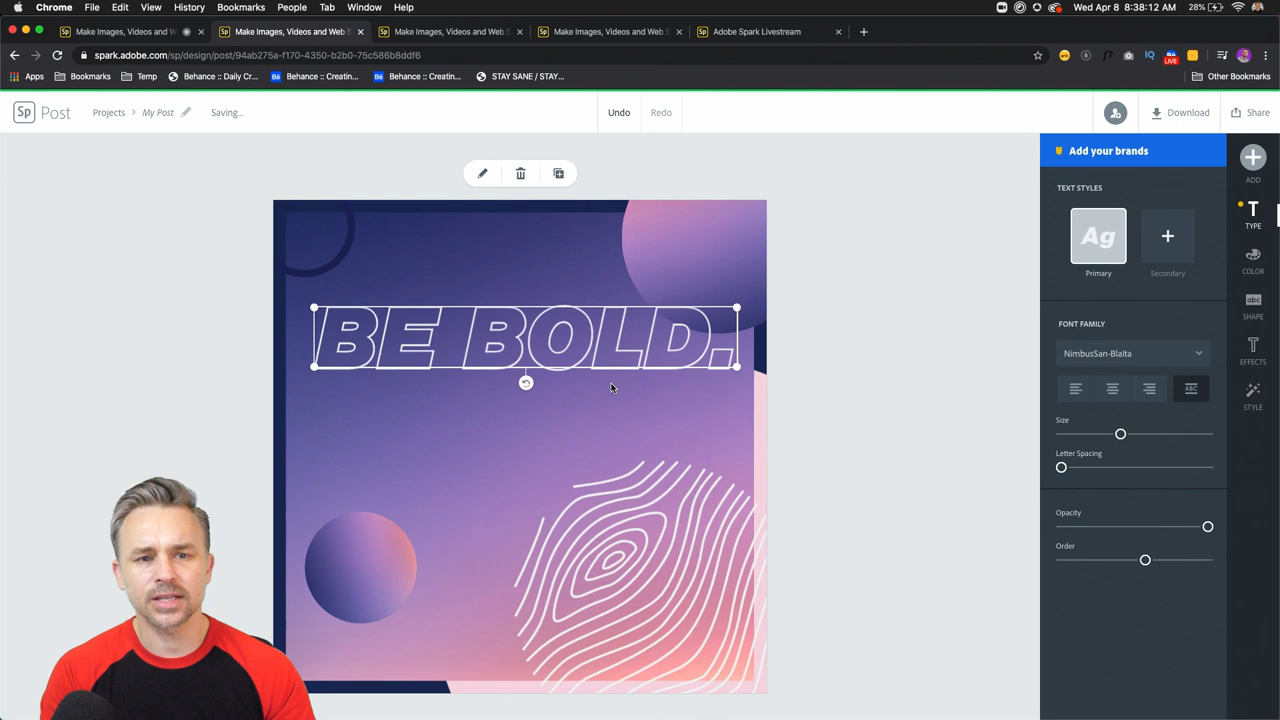 Chrome File Edit View History Bookmarks People Tab Window Help
28% Wed Apr 8 8:38:12 AM
Make Images, Videos and W
Make Images, Videos and Web S
Make Images, Videos and Web S
Make Images, Videos and Web S
Adobe Spark Livestream
spark.adobe.com/sp/design/post/94ab275a-f170-4350-b2b0-75c586b8ddf6
LIVE
Apps Bookmarks Temp Behance :: Daily Cr... Behance :: Creatin... Behance :: Creatin... STAY SANE / STAY... Other Bookmarks
Sp Post Projects > My Post Saving... Undo Redo Download Share
Add your brands
TEXT STYLES
Ag
Primary
Secondary
FONT FAMILY
NimbusSan-Blaita
ABC
Size
Letter Spacing
Opacity
Order
ADD
T
TYPE
COLOR
abc
SHAPE
T
EFFECTS
STYLE
BE BOLD.